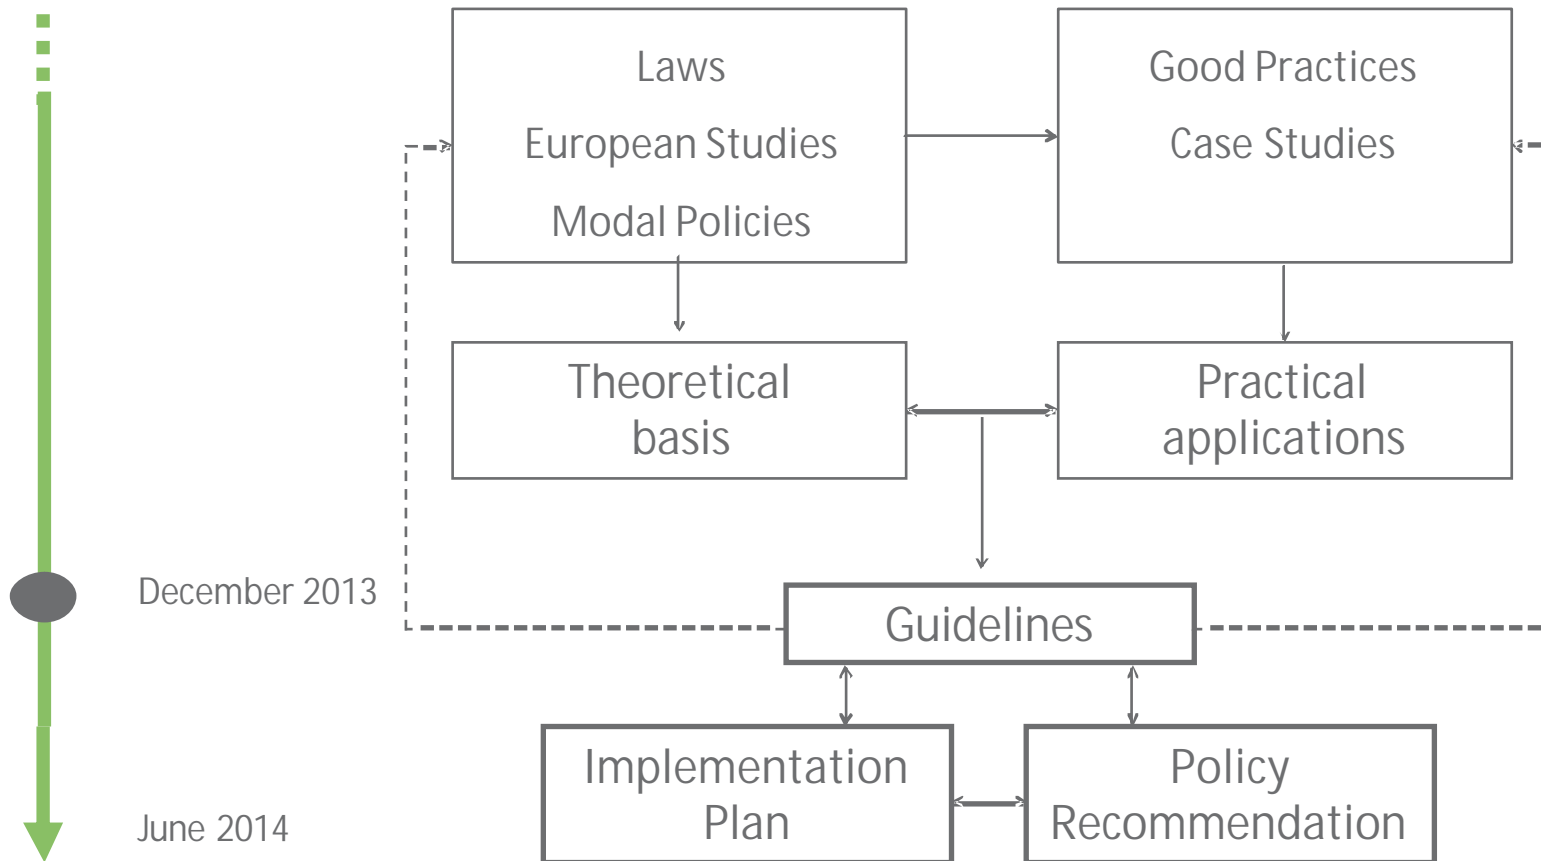 Laws
European Studies
Modal Policies
Good Practices
Case Studies
Theoretical
basis
Practical
applications
December 2013
Guidelines
Implementation
Plan
Policy
Recommendation
June 2014